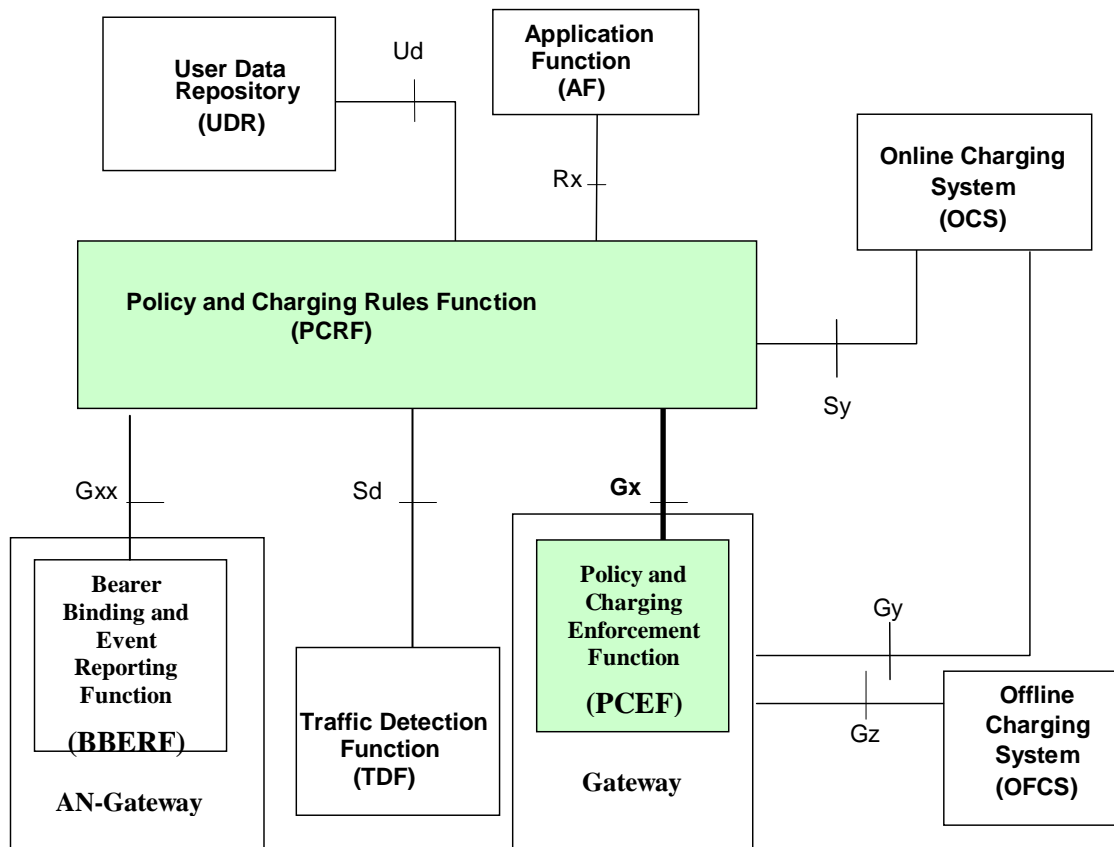 User Data
Repository
(UDR)
Ud
Application
Function
(AF)
Rx
Online Charging
System
(OCS)
Policy and Charging Rules Function
(PCRF)
Sy
Gxx
Sd
Gx
Bearer
Binding and
Event
Reporting
Function
(BBERF)
AN-Gateway
Traffic Detection
Function
(TDF)
Policy and
Charging
Enforcement
Function
(PCEF)
Gateway
Gy
Gz
Offline
Charging
System
(OFCS)